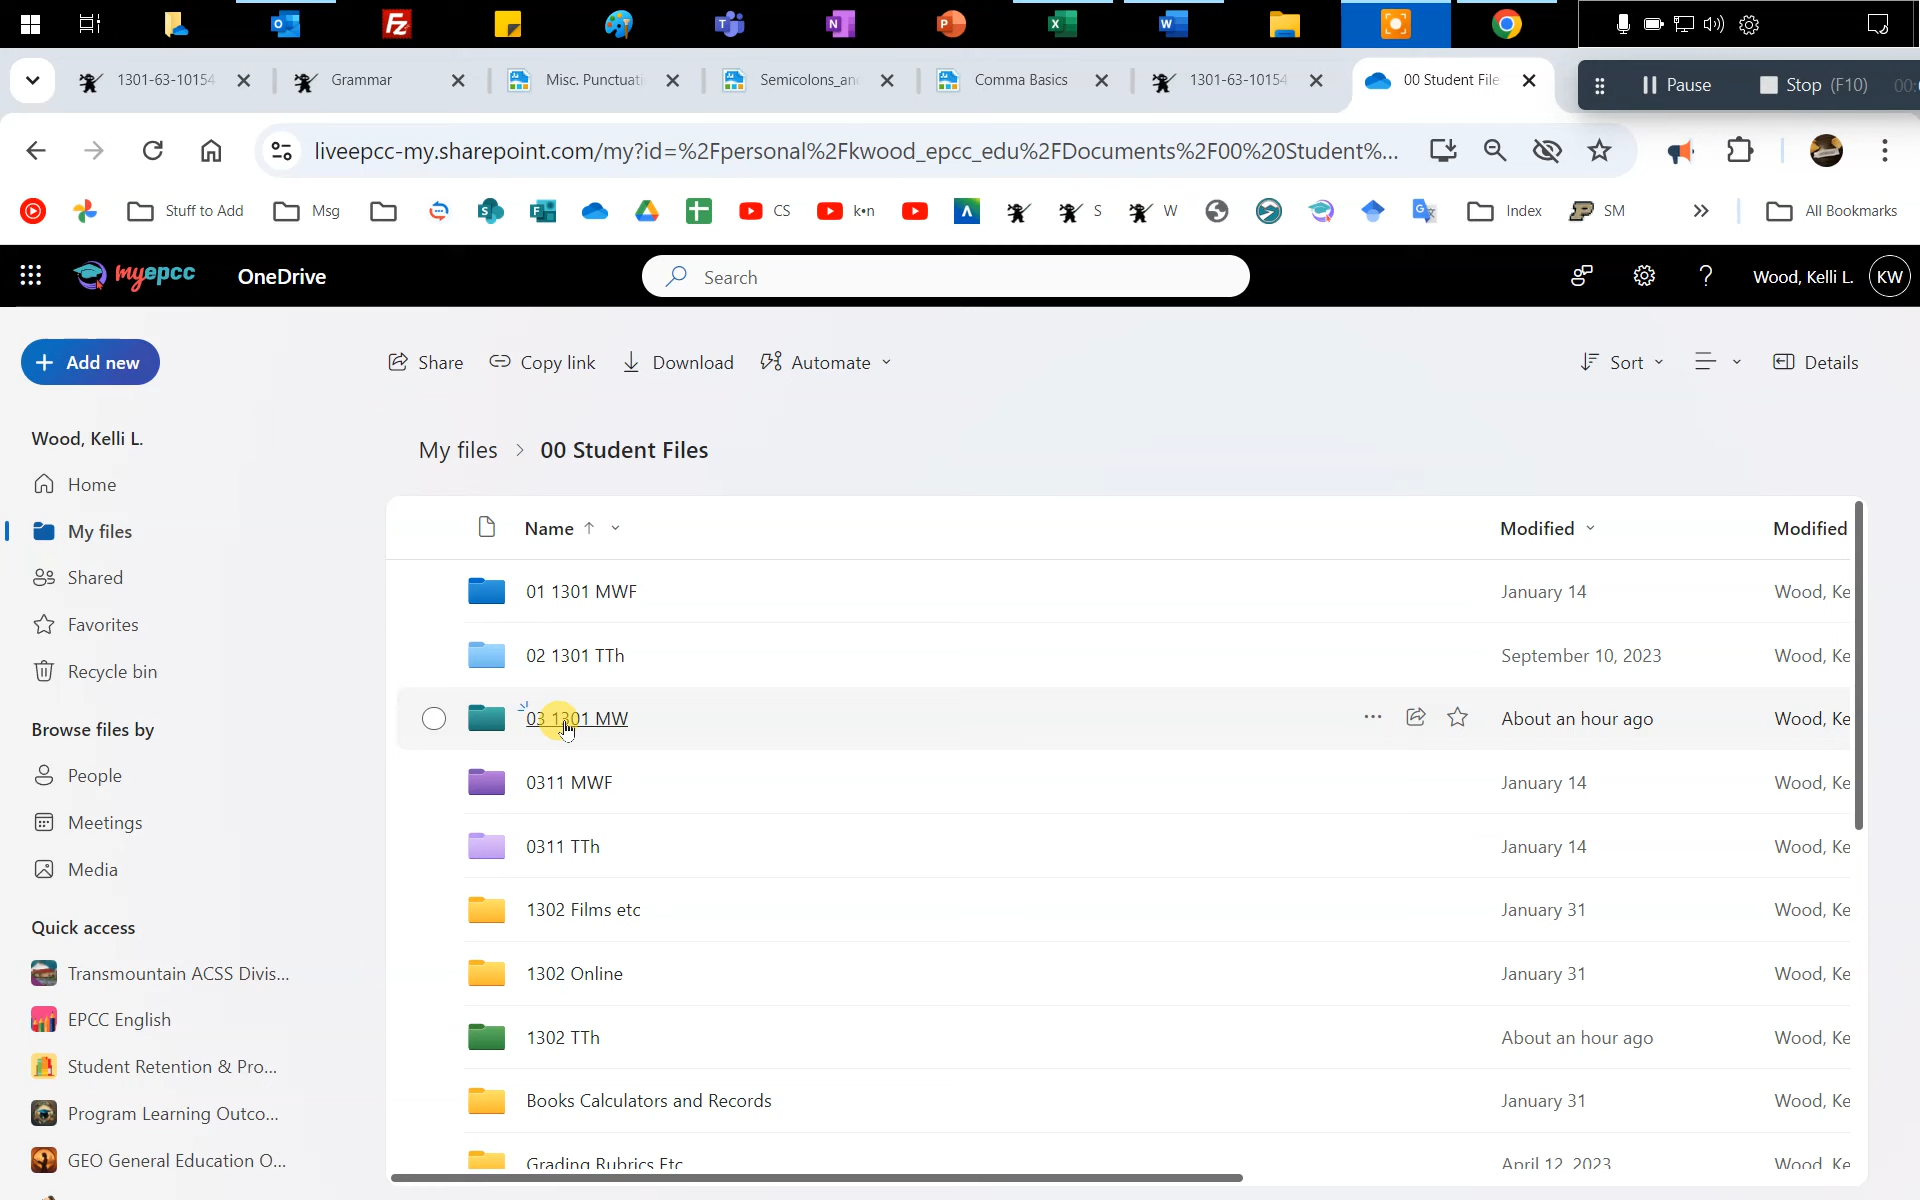 1301-63-10154
Grammar
Misc. Punctuati
Semicolons_an
Comma Basics
1301-63-10154
00 Student File
Pause
Stop (F10)
00:
liveepcc-my.sharepoint.com/my?id=%2Fpersonal%2Fkwood_epcc_edu%2FDocuments%2F00%20Student%...
Stuff to Add
Msg
CS
k•n
S
W
Index
SM
All Bookmarks
myepcc
OneDrive
Search
Wood, Kelli L.
KW
Add new
Share
Copy link
Download
Automate
Sort
Details
Wood, Kelli L.
Home
My files
Shared
Favorites
Recycle bin
Browse files by
People
Meetings
Media
Quick access
Transmountain ACSS Divis...
EPCC English
Student Retention & Pro...
Program Learning Outco...
GEO General Education O...
My files > 00 Student Files
Name
Modified
Modified
01 1301 MWF
January 14
Wood, Ke
02 1301 TTh
September 10, 2023
Wood, Ke
03 1301 MW
About an hour ago
Wood, Ke
0311 MWF
January 14
Wood, Ke
0311 TTh
January 14
Wood, Ke
1302 Films etc
January 31
Wood, Ke
1302 Online
January 31
Wood, Ke
1302 TTh
About an hour ago
Wood, Ke
Books Calculators and Records
January 31
Wood, Ke
Grading Rubrics Etc
April 12, 2023
Wood, Ke